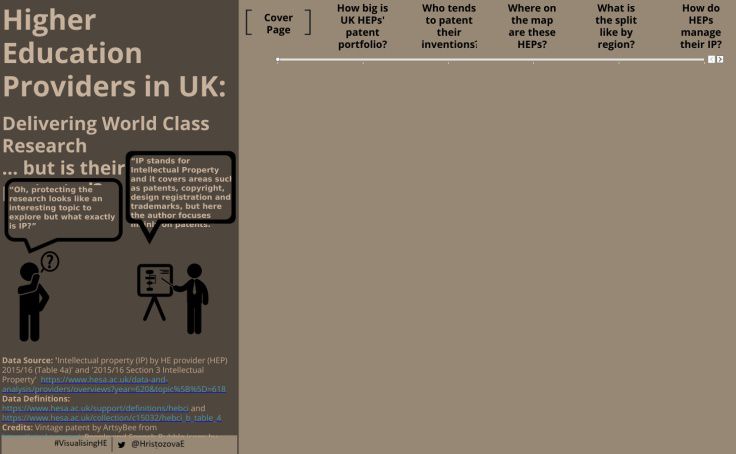 Higher
Education
Providers in UK:
Delivering World Class
Research
... but is their
"Oh, protecting the
research looks like an
interesting topic to
explore but what exactly
is IP?"
"IP stands for
Intellectual Property
and it covers areas such
as patents, copyright,
design registration and
trademarks, but here
the author focuses
mainly on patents.
Data Source: 'Intellectual property (IP) by HE provider (HEP)
2015/16 (Table 4a)' and '2015/16 Section 3 Intellectual
Property' https://www.hesa.ac.uk/data-and-
analysis/providers/overviews?year=620&topic%5B%5D=618
Data Definitions:
https://www.hesa.ac.uk/support/definitions/hebci and
https://www.hesa.ac.uk/collection/c15032/hebci_b_table_4
Credits: Vintage patent by ArtsyBee from
#VisualisingHE
@HristozovaE
Cover
Page
How big is
UK HEPs'
patent
portfolio?
Who tends
to patent
their
inventions?
Where on
the map
are these
HEPs?
What is
the split
like by
region?
How do
HEPs
manage
their IP?